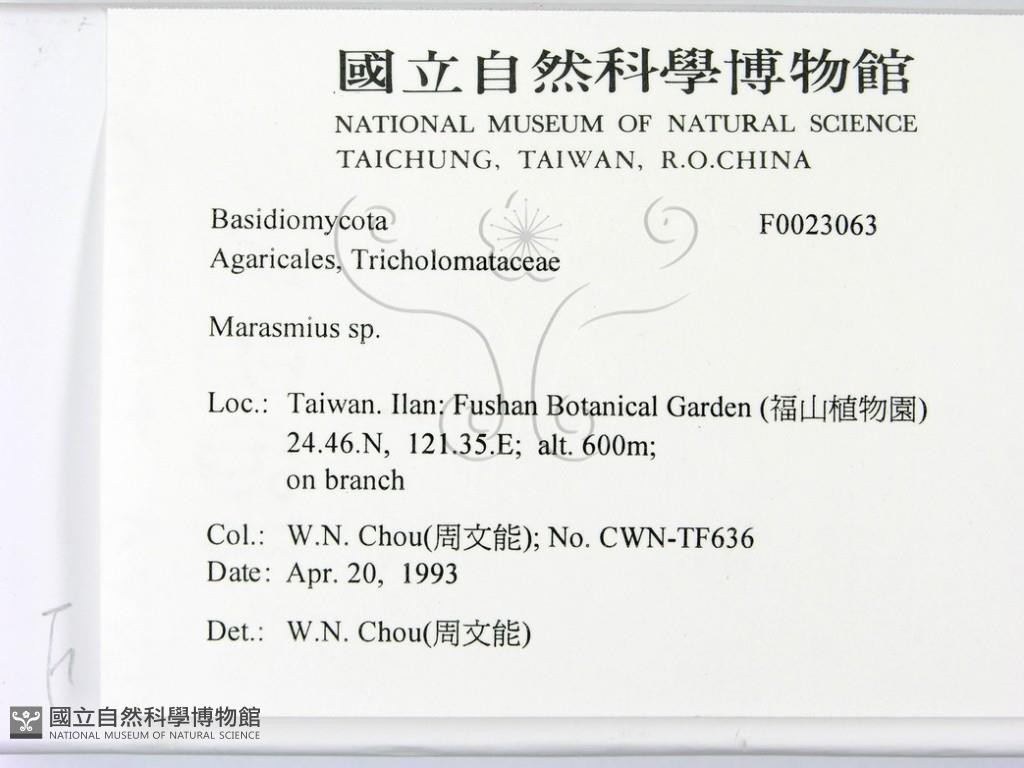 國立自然科學博物館
NATIONAL MUSEUM OF NATURAL SCIENCE
TAICHUNG, TAIWAN, R.O.CHINA
Basidiomycota F0023063
Agaricales, Tricholomataceae
Marasmius sp.
Loc.: Taiwan. Ilan: Fushan Botanical Garden (福山植物園)
24.46.N, 121.35.E; alt. 600m;
on branch
Col.: W.N. Chou(周文能); No. CWN-TF636
Date: Apr. 20, 1993
Det.: W.N. Chou(周文能)
國立自然科學博物館
NATIONAL MUSEUM OF NATURAL SCIENCE